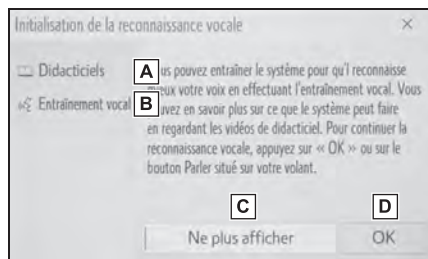 Initialisation de la reconnaissance vocale ×
Didacticiels
A
Entraînement vocal
B
us pouvez entraîner le système pour qu'l reconnaisse
eux votre voix en effectuant l'entraînement vocal. Vous
uvez en savoir plus sur ce que le système peut faire
en regardant les vidéos de didacticiel. Pour continuer la
reconnaissance vocale, appuyez sur « OK » ou sur le
bouton Parler situé sur votre volant.
C
D
Ne plus afficher
OK